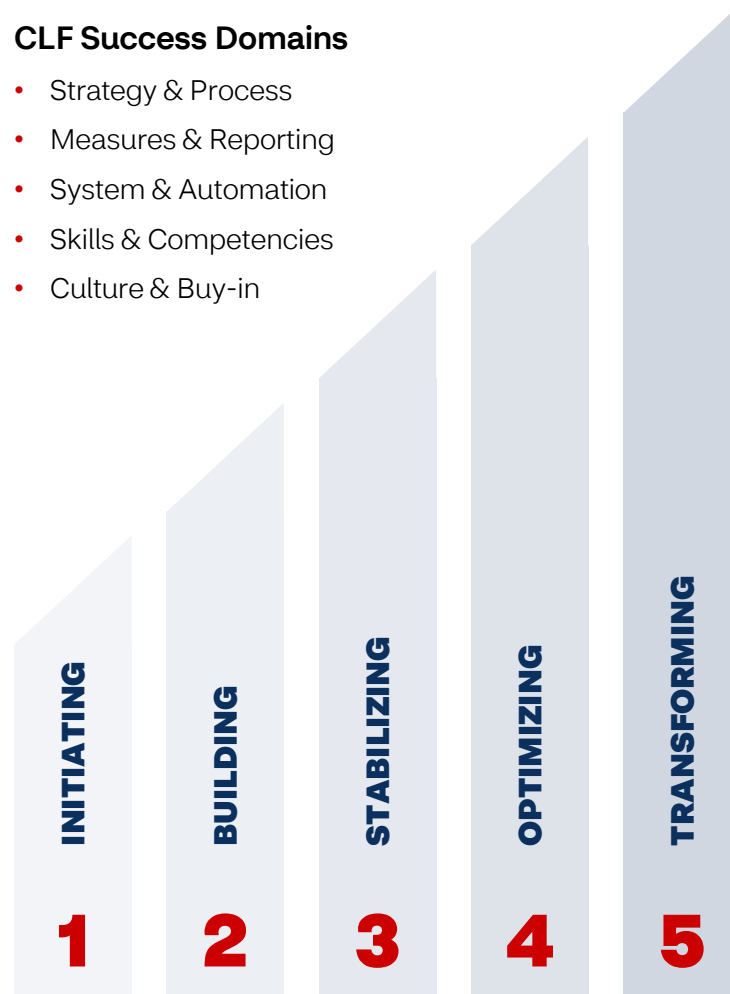 CLF Success Domains
• Strategy & Process
• Measures & Reporting
• System & Automation
• Skills & Competencies
• Culture & Buy-in
INITIATING
1
BUILDING
2
STABILIZING
3
OPTIMIZING
4
TRANSFORMING
5